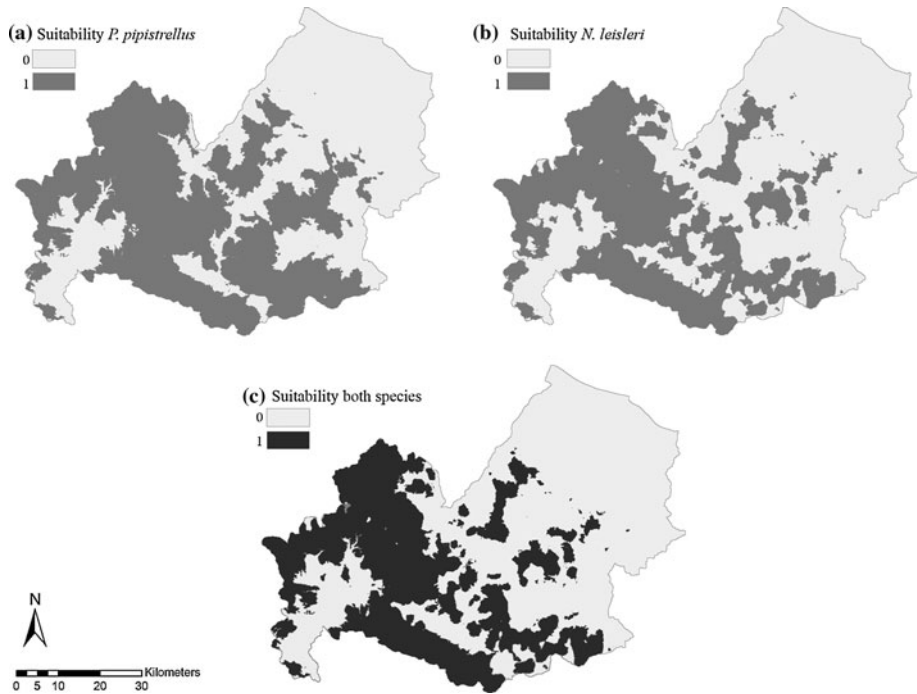 (a) Suitability P. pipistrellus
0
1
(b) Suitability N. leisleri
0
1
(c) Suitability both species
0
1
N
Kilometers
0 5 10 20 30